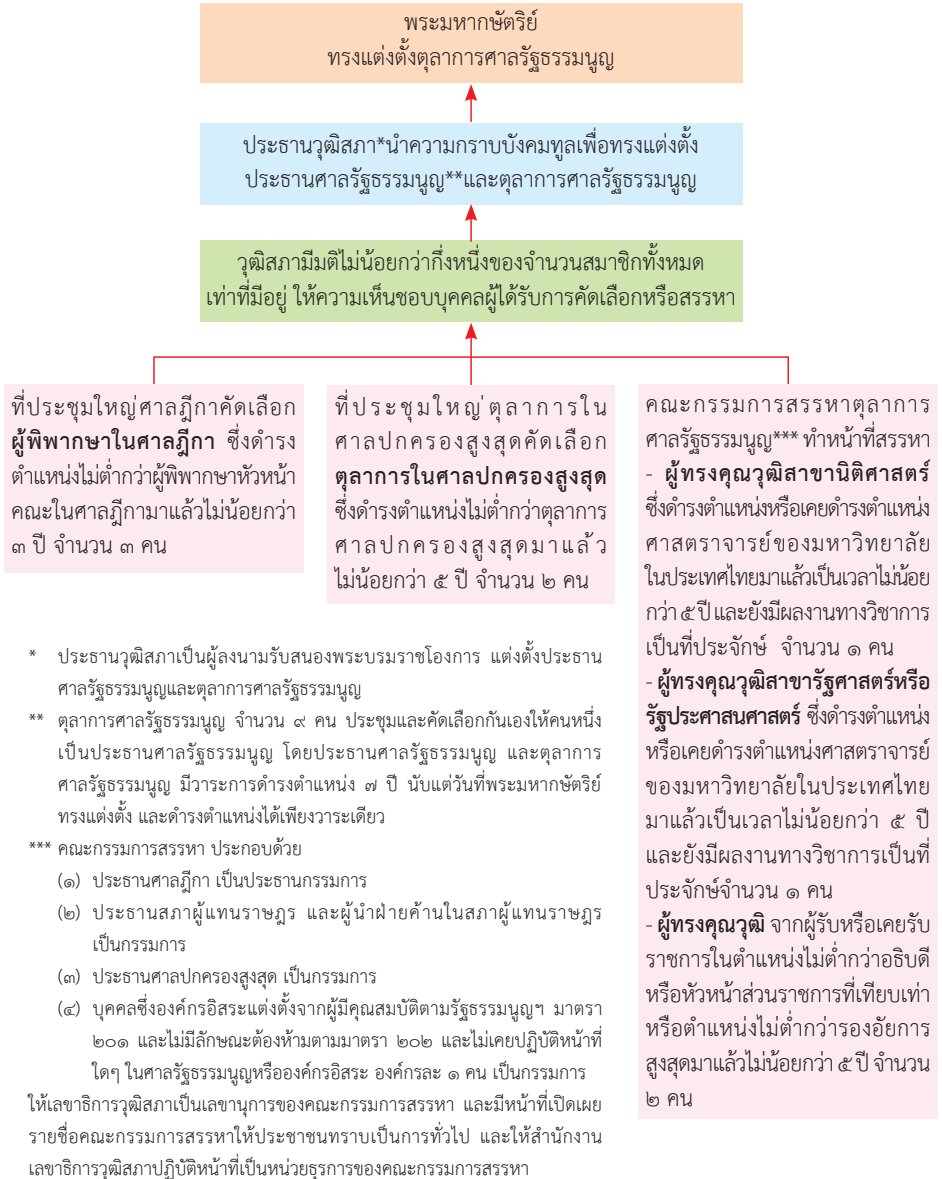 พระมหากษัตริย์
ทรงแต่งตั้งตุลาการศาลรัฐธรรมนูญ
ประธานวุฒิสภา*นำความกราบบังคมทูลเพื่อทรงแต่งตั้ง
ประธานศาลรัฐธรรมนูญ**และตุลาการศาลรัฐธรรมนูญ
วุฒิสภามีมติไม่น้อยกว่ากึ่งหนึ่งของจำนวนสมาชิกทั้งหมด
เท่าที่มีอยู่ ให้ความเห็นชอบบุคคลผู้ได้รับการคัดเลือกหรือสรรหา
ที่ประชุมใหญ่ศาลฎีกาคัดเลือก
ผู้พิพากษาในศาลฎีกา ซึ่งดำรง
ตำแหน่งไม่ต่ำกว่าผู้พิพากษาหัวหน้า
คณะในศาลฎีกามาแล้วไม่น้อยกว่า
๓ ปี จำนวน ๓ คน
ที่ประชุมใหญ่ตุลาการใน
ศาลปกครองสูงสุดคัดเลือก
ตุลาการในศาลปกครองสูงสุด
ซึ่งดำรงตำแหน่งไม่ต่ำกว่าตุลาการ
ศาลปกครองสูงสุดมาแล้ว
ไม่น้อยกว่า ๕ ปี จำนวน ๒ คน
คณะกรรมการสรรหาตุลาการ
ศาลรัฐธรรมนูญ*** ทำหน้าที่สรรหา
- ผู้ทรงคุณวุฒิสาขานิติศาสตร์
ซึ่งดำรงตำแหน่งหรือเคยดำรงตำแหน่ง
ศาสตราจารย์ของมหาวิทยาลัย
ในประเทศไทยมาแล้วเป็นเวลาไม่น้อย
กว่า ๕ ปี และยังมีผลงานทางวิชาการ
เป็นที่ประจักษ์ จำนวน ๑ คน
- ผู้ทรงคุณวุฒิสาขารัฐศาสตร์หรือ
รัฐประศาสนศาสตร์ ซึ่งดำรงตำแหน่ง
หรือเคยดำรงตำแหน่งศาสตราจารย์
ของมหาวิทยาลัยในประเทศไทย
มาแล้วเป็นเวลาไม่น้อยกว่า ๕ ปี
และยังมีผลงานทางวิชาการเป็นที่
ประจักษ์จำนวน ๑ คน
- ผู้ทรงคุณวุฒิ จากผู้รับหรือเคยรับ
ราชการในตำแหน่งไม่ต่ำกว่าอธิบดี
หรือหัวหน้าส่วนราชการที่เทียบเท่า
หรือตำแหน่งไม่ต่ำกว่ารองอัยการ
สูงสุดมาแล้วไม่น้อยกว่า ๕ ปี จำนวน
๒ คน
* ประธานวุฒิสภาเป็นผู้ลงนามรับสนองพระบรมราชโองการ แต่งตั้งประธาน
ศาลรัฐธรรมนูญและตุลาการศาลรัฐธรรมนูญ
** ตุลาการศาลรัฐธรรมนูญ จำนวน ๙ คน ประชุมและคัดเลือกกันเองให้คนหนึ่ง
เป็นประธานศาลรัฐธรรมนูญ โดยประธานศาลรัฐธรรมนูญ และตุลาการ
ศาลรัฐธรรมนูญ มีวาระการดำรงตำแหน่ง ๗ ปี นับแต่วันที่พระมหากษัตริย์
ทรงแต่งตั้ง และดำรงตำแหน่งได้เพียงวาระเดียว
*** คณะกรรมการสรรหา ประกอบด้วย
(๑) ประธานศาลฎีกา เป็นประธานกรรมการ
(๒) ประธานสภาผู้แทนราษฎร และผู้นำฝ่ายค้านในสภาผู้แทนราษฎร
เป็นกรรมการ
(๓) ประธานศาลปกครองสูงสุด เป็นกรรมการ
(๔) บุคคลซึ่งองค์กรอิสระแต่งตั้งจากผู้มีคุณสมบัติตามรัฐธรรมนูญฯ มาตรา
๒๐๑ และไม่มีลักษณะต้องห้ามตามมาตรา ๒๐๒ และไม่เคยปฏิบัติหน้าที่
ใดๆ ในศาลรัฐธรรมนูญหรือองค์กรอิสระ องค์กรละ ๑ คน เป็นกรรมการ
ให้เลขาธิการวุฒิสภาเป็นเลขานุการของคณะกรรมการสรรหา และมีหน้าที่เปิดเผย
รายชื่อคณะกรรมการสรรหาให้ประชาชนทราบเป็นการทั่วไป และให้สำนักงาน
เลขาธิการวุฒิสภาปฏิบัติหน้าที่เป็นหน่วยธุรการของคณะกรรมการสรรหา